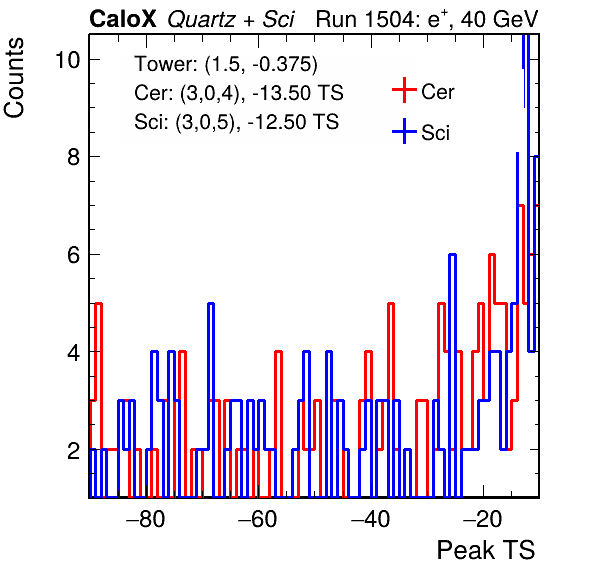 CaloX Quartz + Sci Run 1504: e+, 40 GeV
Counts
Tower: (1.5, -0.375)
Cer: (3,0,4), -13.50 TS
Sci: (3,0,5), -12.50 TS
Cer
Sci
10
8
6
4
2
−80 −60 −40 −20
Peak TS